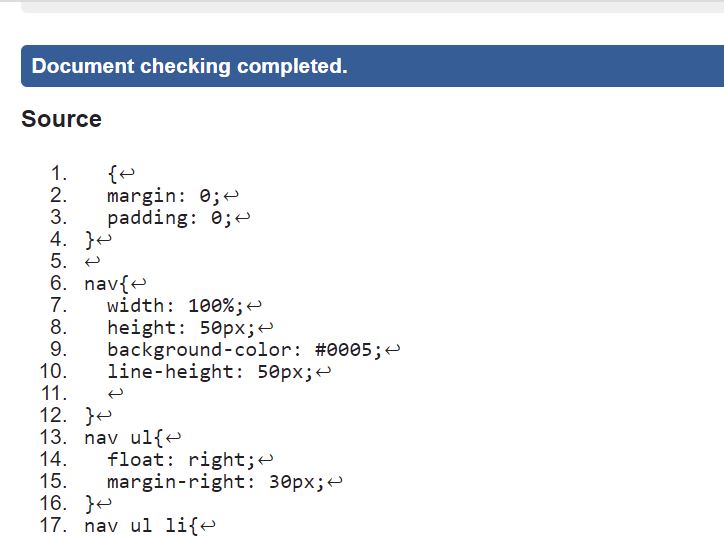 Document checking completed.
Source
1. {↩
2. margin: 0;↩
3. padding: 0;↩
4. }↩
5. ↩
6. nav{↩
7. width: 100%;↩
8. height: 50px;↩
9. background-color: #0005;↩
10. line-height: 50px;↩
11. ↩
12. }↩
13. nav ul{↩
14. float: right;↩
15. margin-right: 30px;↩
16. }↩
17. nav ul li{↩